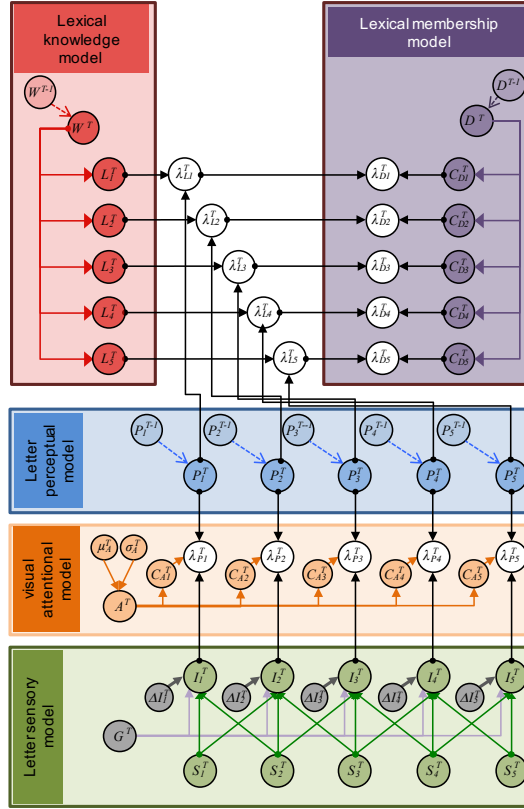 Lexical
knowledge
model
Lexical membership
model
W^{T-1}
D^{T-1}
W^T
D^T
L_1^T
λ_{L1}^T
λ_{D1}^T
C_{D1}^T
L_2^T
λ_{L2}^T
λ_{D2}^T
C_{D2}^T
L_3^T
λ_{L3}^T
λ_{D3}^T
C_{D3}^T
L_4^T
λ_{L4}^T
λ_{D4}^T
C_{D4}^T
λ_{L5}^T
λ_{D5}^T
C_{D5}^T
Letter
perceptual
model
P_1^{T-1}
P_2^{T-1}
P_3^{T-1}
P_4^{T-1}
P_5^{T-1}
P_1^T
P_2^T
P_3^T
P_4^T
P_5^T
visual
attentional
model
μ_A^T
σ_A^T
λ_{P1}^T
λ_{P2}^T
λ_{P3}^T
λ_{P4}^T
λ_{P5}^T
C_{A1}^T
C_{A2}^T
C_{A3}^T
C_{A4}^T
C_{A5}^T
A^T
Letter sensory
model
I_1^T
I_2^T
I_3^T
I_4^T
I_5^T
ΔI_1^T
ΔI_2^T
ΔI_3^T
ΔI_4^T
ΔI_5^T
G^T
S_1^T
S_2^T
S_3^T
S_4^T
S_5^T